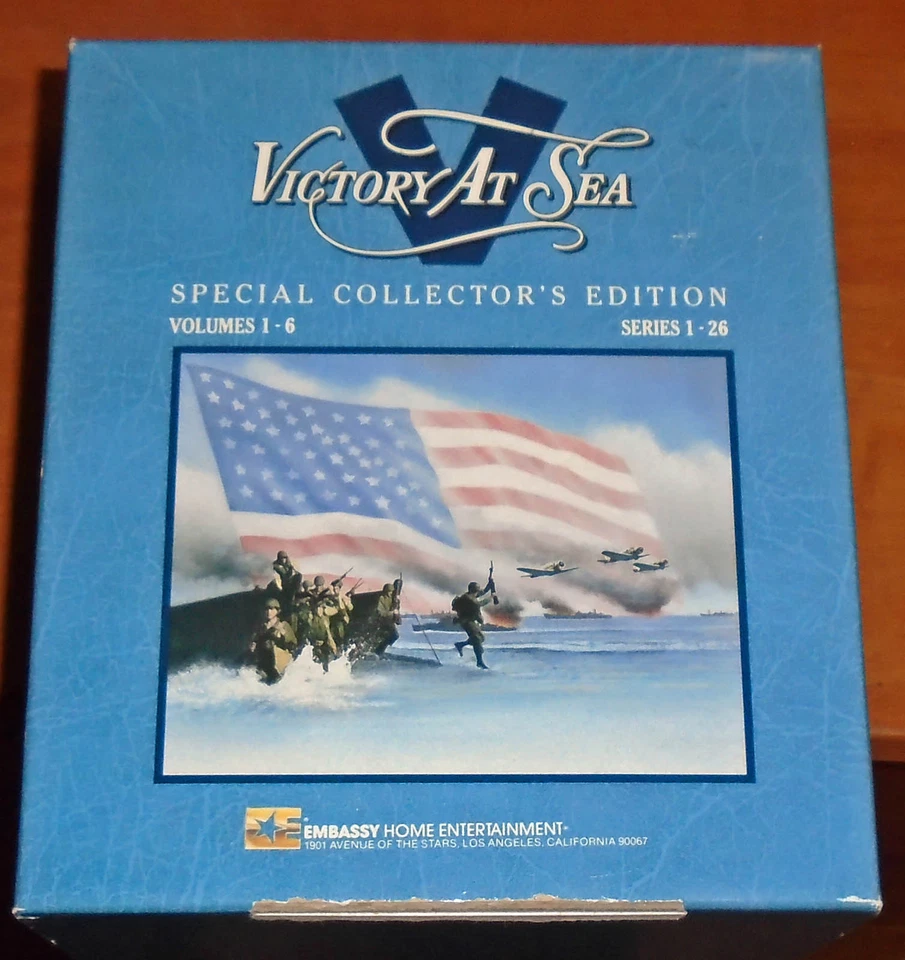 VICTORY AT SEA
SPECIAL COLLECTOR'S EDITION
VOLUMES 1 - 6
SERIES 1 - 26
EMBASSY HOME ENTERTAINMENT
1901 AVENUE OF THE STARS, LOS ANGELES, CALIFORNIA 90067